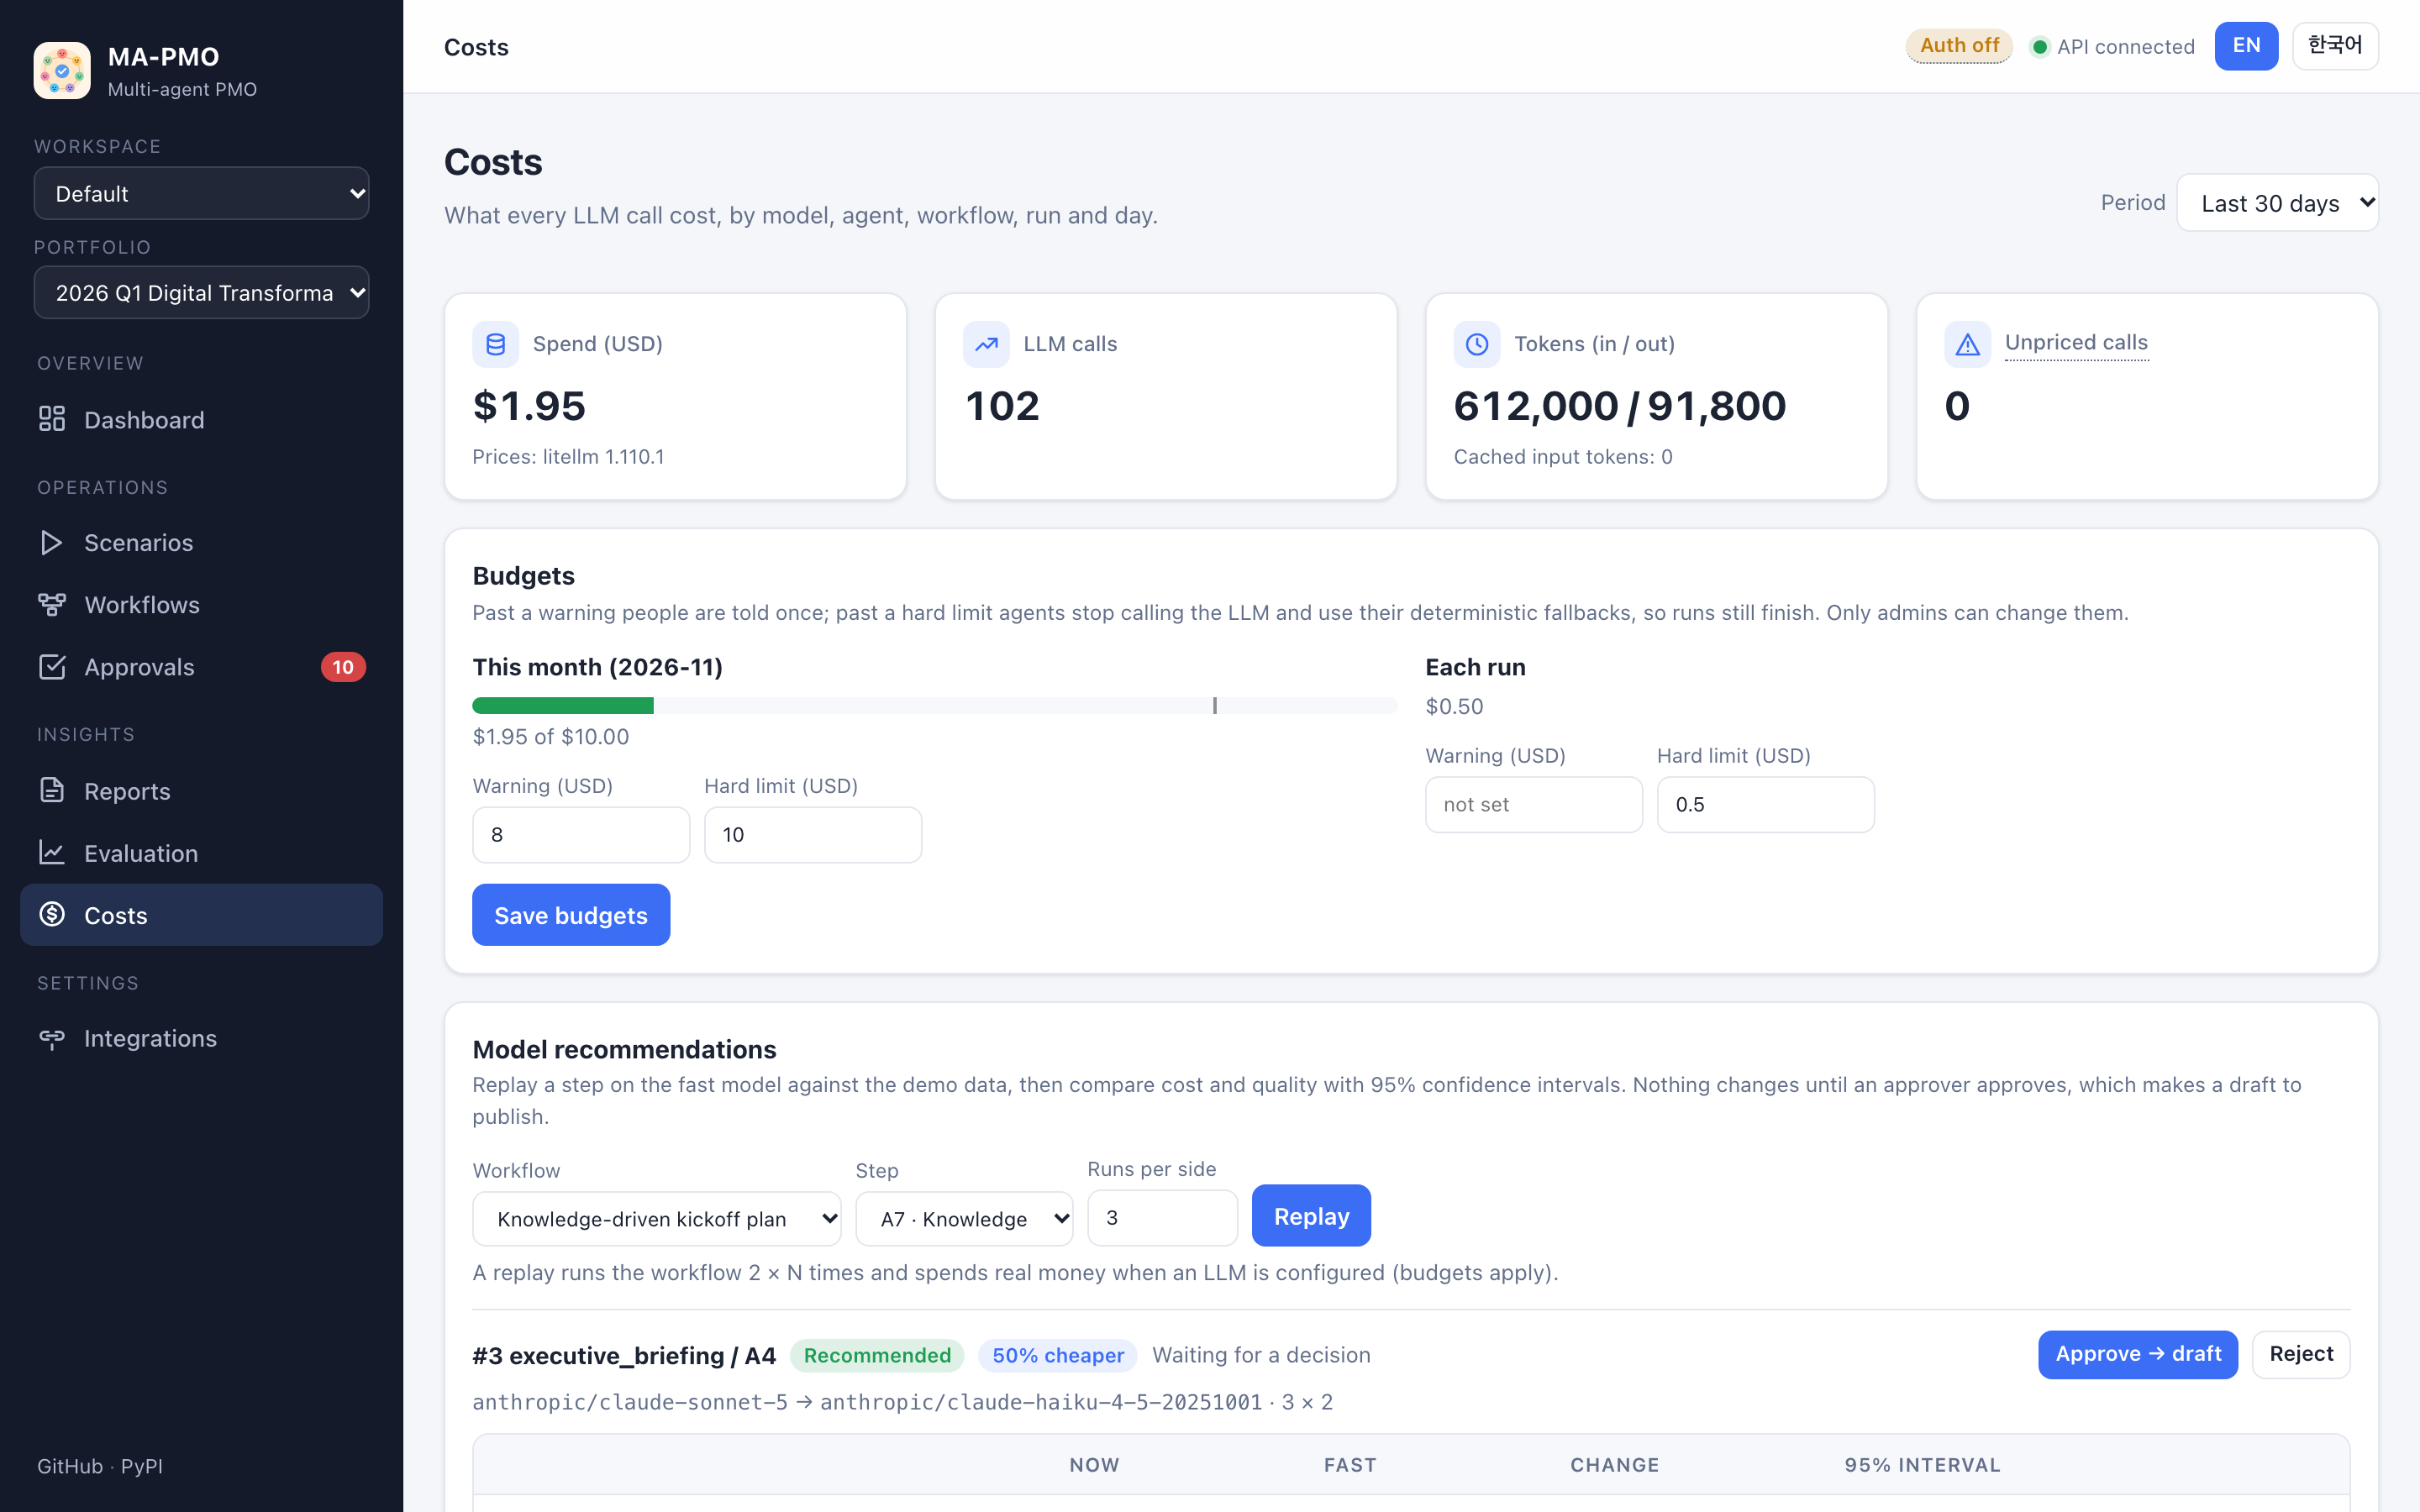 MA-PMO
Multi-agent PMO
WORKSPACE
Default
PORTFOLIO
2026 Q1 Digital Transforma
OVERVIEW
Dashboard
OPERATIONS
Scenarios
Workflows
Approvals
10
INSIGHTS
Reports
Evaluation
Costs
SETTINGS
Integrations
GitHub · PyPI
Costs
Auth off
API connected
EN
한국어
Costs
What every LLM call cost, by model, agent, workflow, run and day.
Period
Last 30 days
Spend (USD)
$1.95
Prices: litellm 1.110.1
LLM calls
102
Tokens (in / out)
612,000 / 91,800
Cached input tokens: 0
Unpriced calls
0
Budgets
Past a warning people are told once; past a hard limit agents stop calling the LLM and use their deterministic fallbacks, so runs still finish. Only admins can change them.
This month (2026-11)
$1.95 of $10.00
Warning (USD)
Hard limit (USD)
8
10
Each run
$0.50
Warning (USD)
Hard limit (USD)
not set
0.5
Save budgets
Model recommendations
Replay a step on the fast model against the demo data, then compare cost and quality with 95% confidence intervals. Nothing changes until an approver approves, which makes a draft to
publish.
Workflow
Step
Runs per side
Knowledge-driven kickoff plan
A7 · Knowledge
3
Replay
A replay runs the workflow 2 × N times and spends real money when an LLM is configured (budgets apply).
#3 executive_briefing / A4
Recommended
50% cheaper
Waiting for a decision
Approve → draft
Reject
anthropic/claude-sonnet-5 → anthropic/claude-haiku-4-5-20251001 · 3 × 2
NOW
FAST
CHANGE
95% INTERVAL